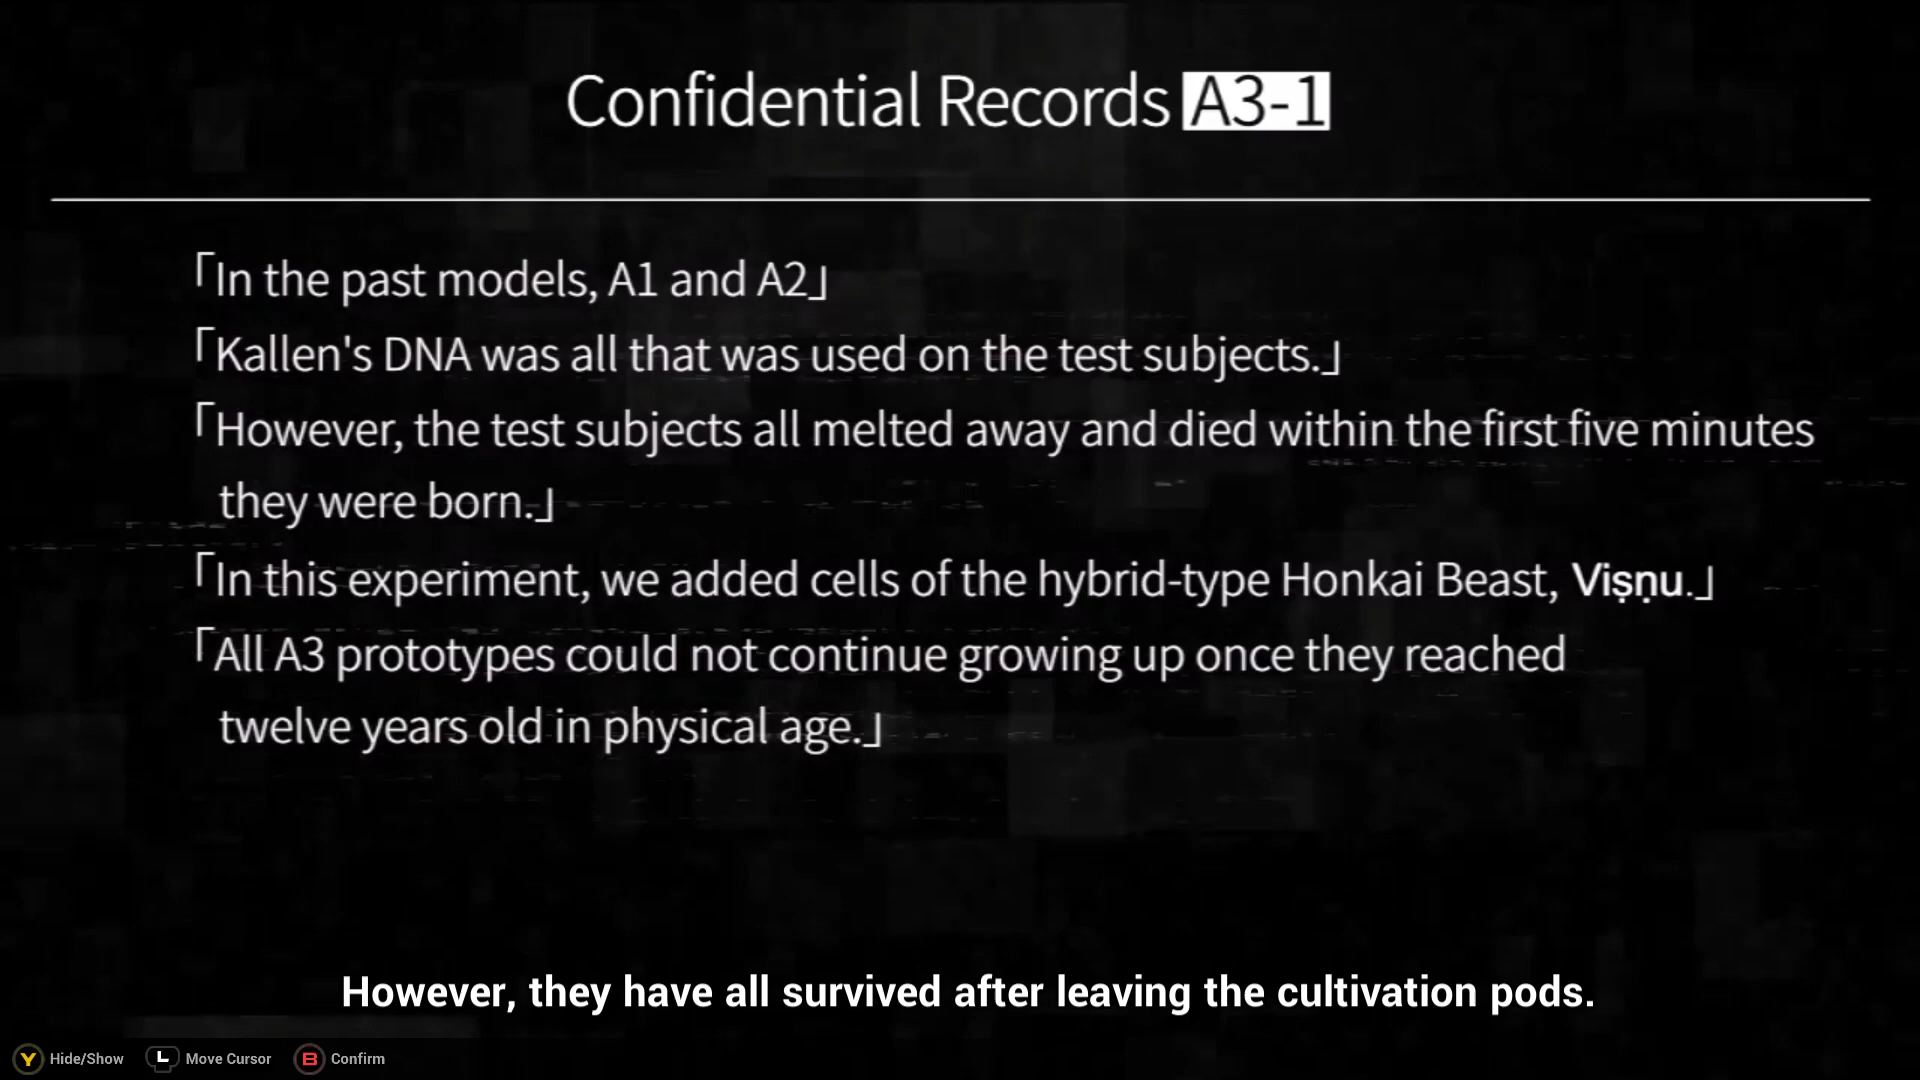 Confidential Records A3-1
「In the past models, A1 and A2」
「Kallen's DNA was all that was used on the test subjects.」
「However, the test subjects all melted away and died within the first five minutes
they were born.」
「In this experiment, we added cells of the hybrid-type Honkai Beast, Viṣṇu.」
「All A3 prototypes could not continue growing up once they reached
twelve years old in physical age.」
However, they have all survived after leaving the cultivation pods.
Y Hide/Show L Move Cursor B Confirm